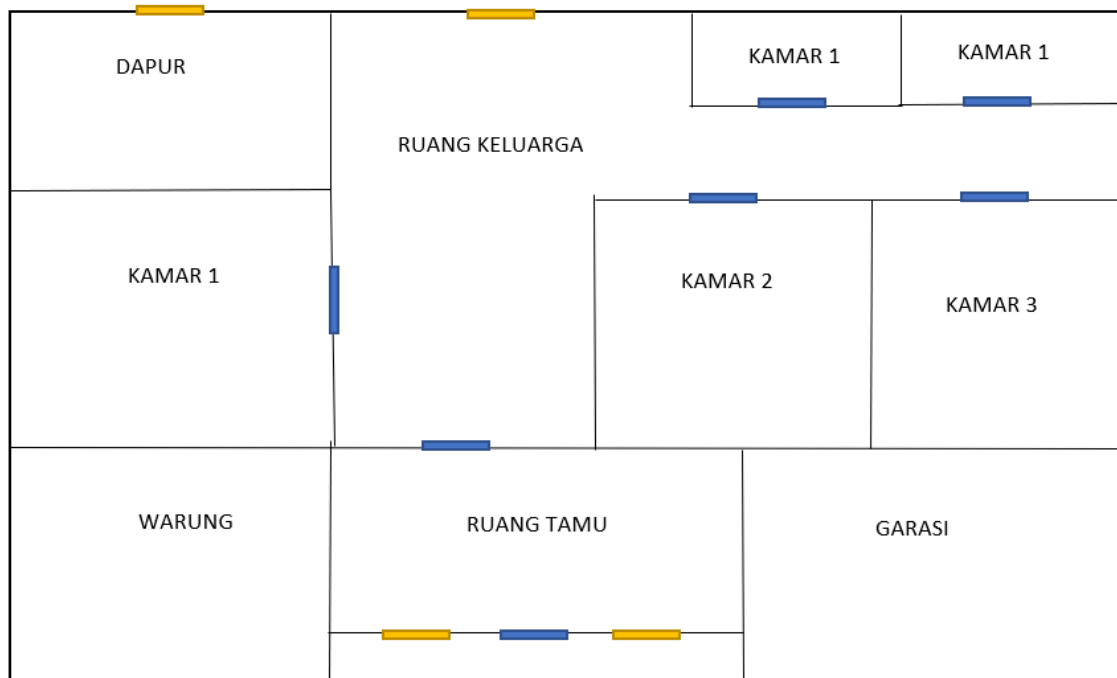 DAPUR
KAMAR 1
KAMAR 1
RUANG KELUARGA
KAMAR 1
KAMAR 2
KAMAR 3
WARUNG
RUANG TAMU
GARASI